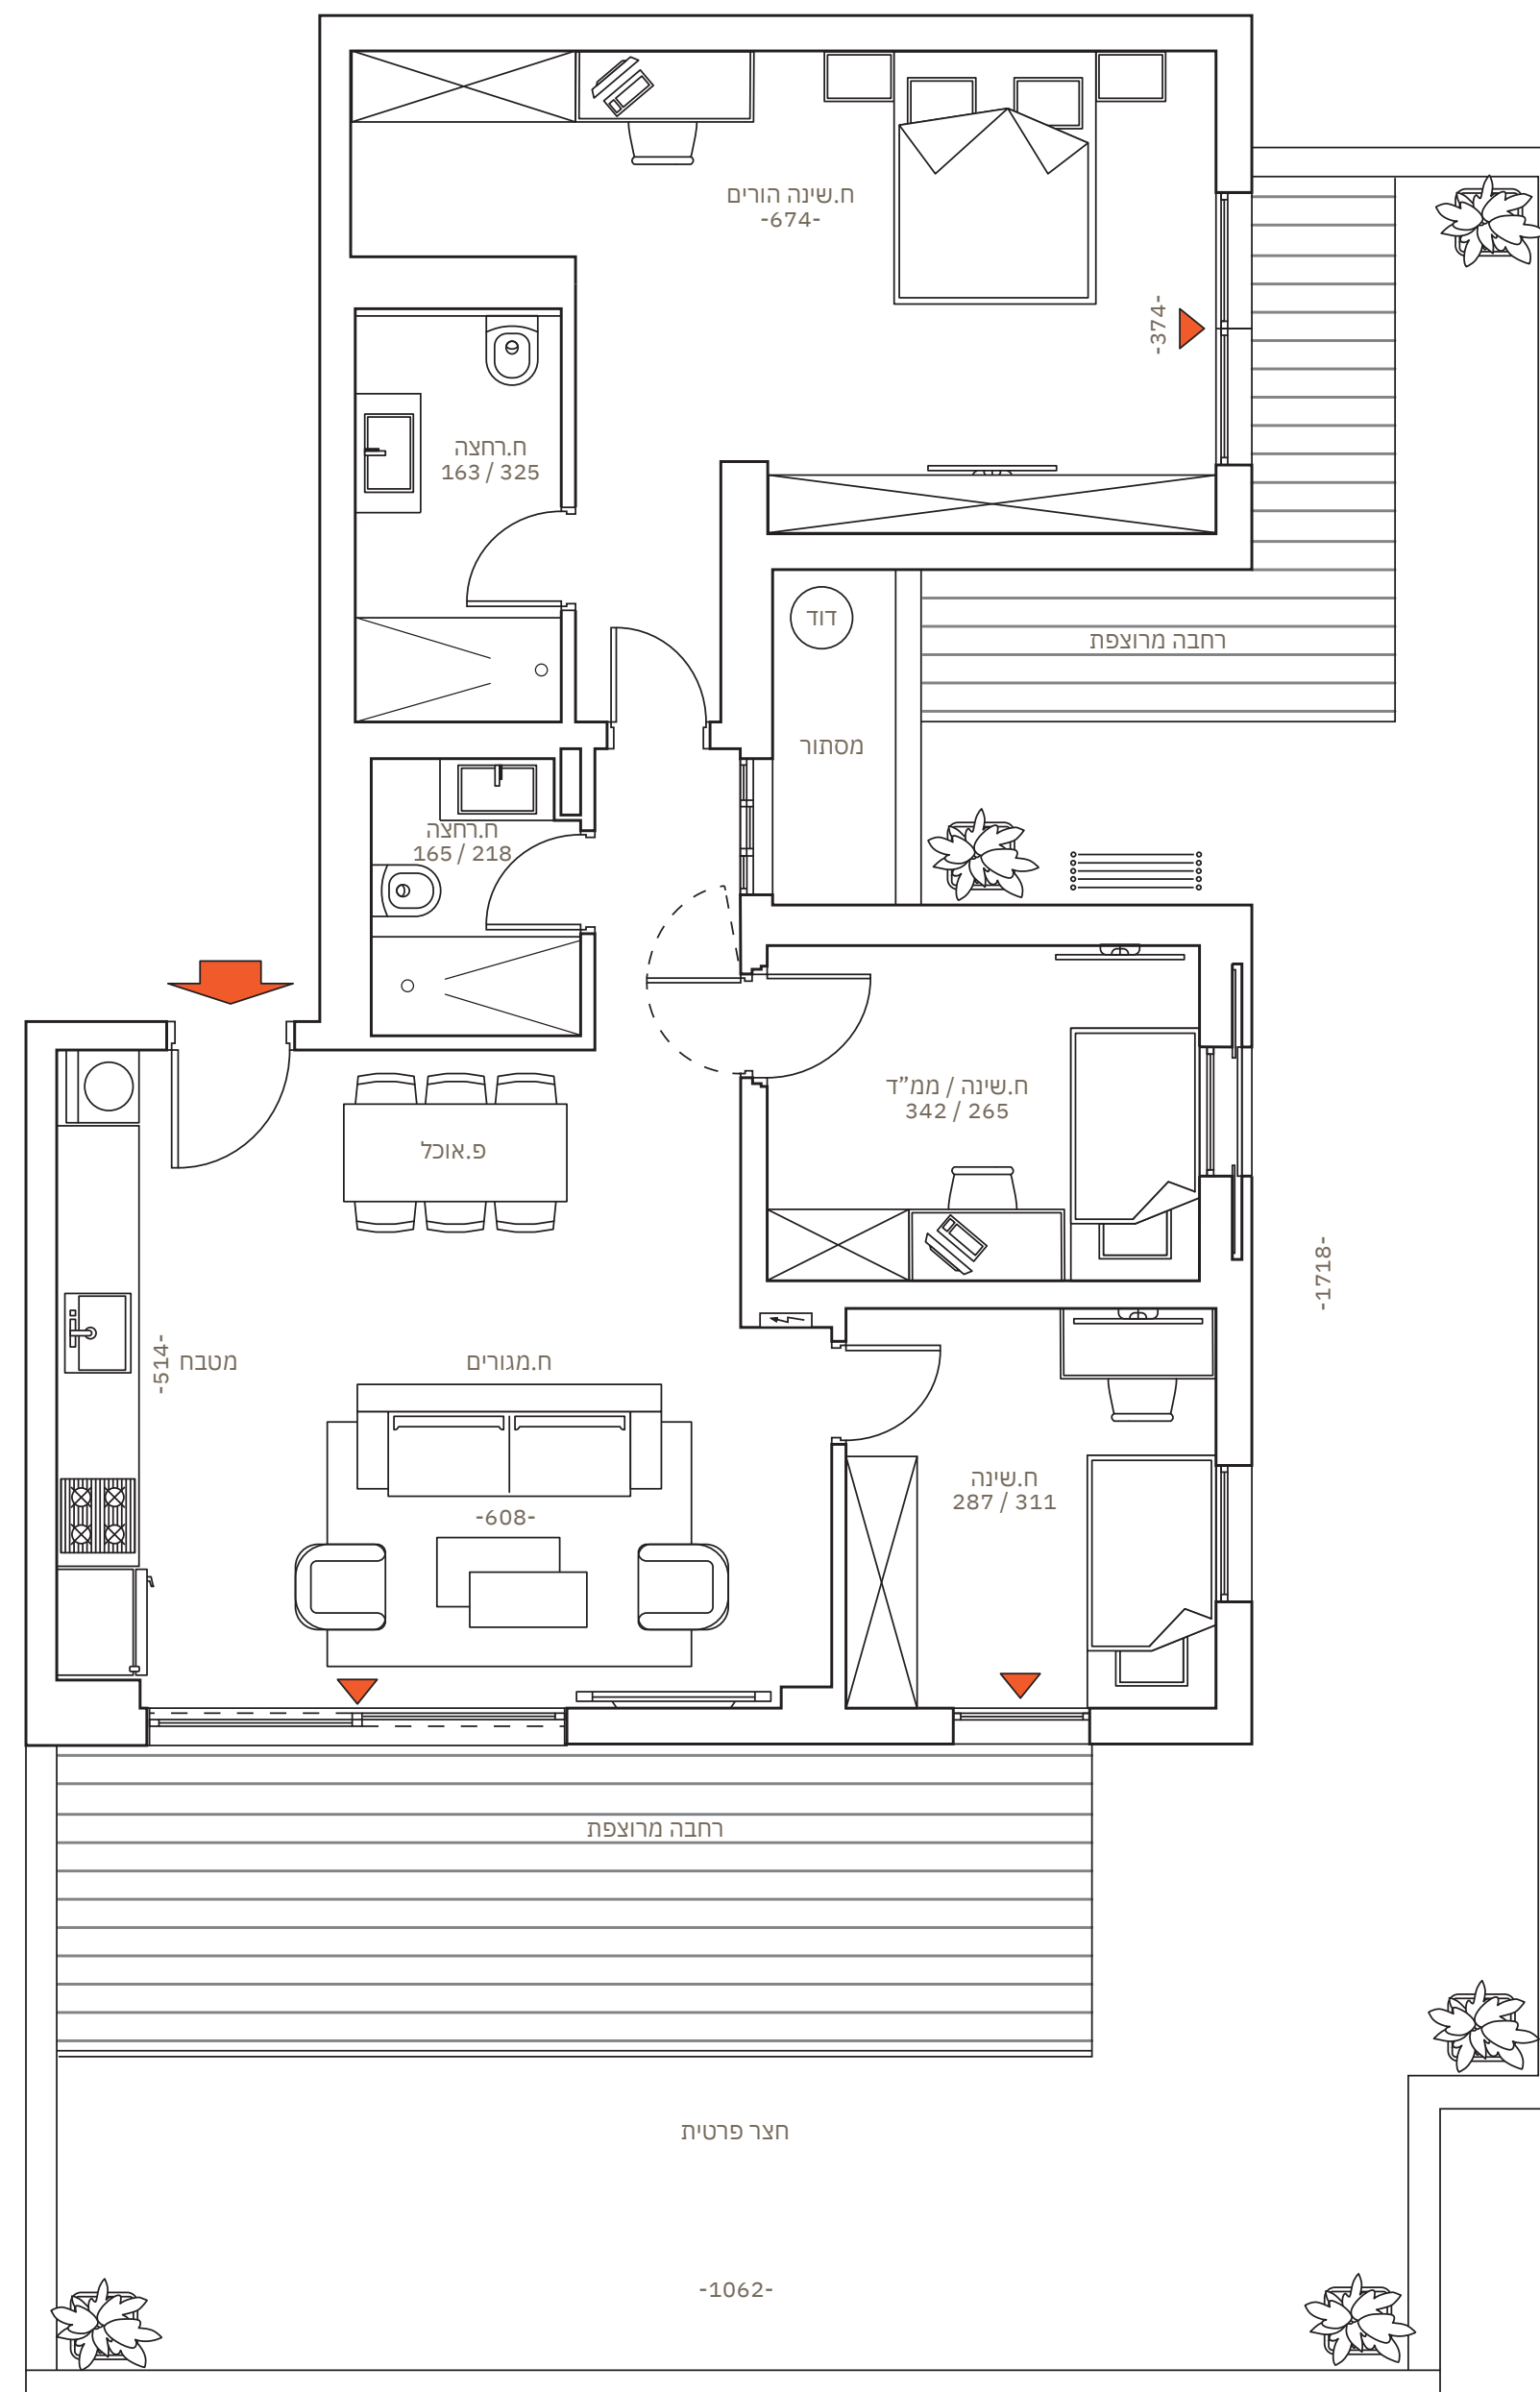 ח.שינה הורים
-674-
-374-
ח.רחצה
163 / 325
דוד
רחבה מרוצפת
מסתור
ח.רחצה
165 / 218
ח.שינה / ממ"ד
342 / 265
פ.אוכל
-1718-
מטבח
-514-
ח.מגורים
ח.שינה
287 / 311
-608-
רחבה מרוצפת
חצר פרטית
-1062-